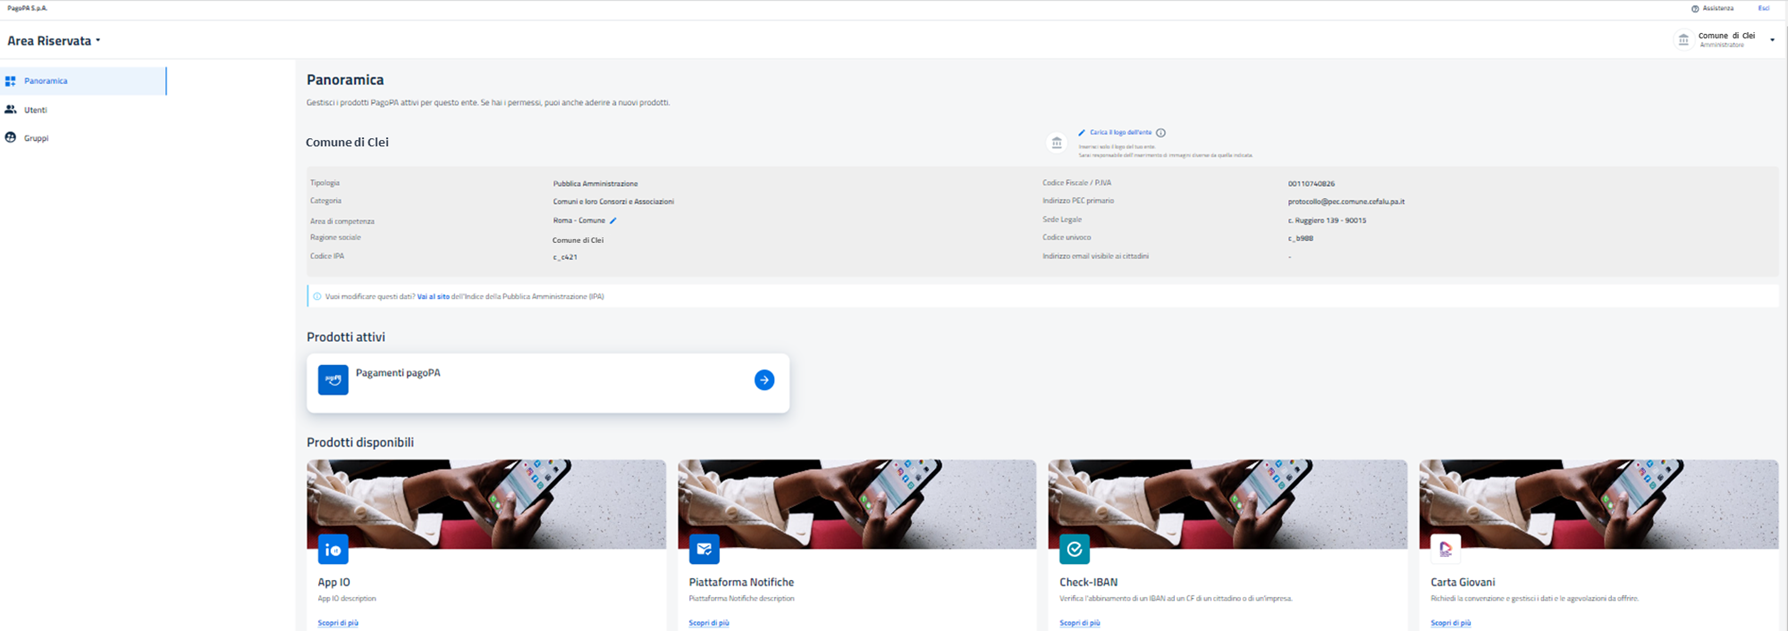 PagoPA S.p.A.
Assistenza
Esci
Area Riservata
Comune di Clei
Amministratore
Panoramica
Utenti
Gruppi
Panoramica
Gestisci i prodotti PagoPA attivi per questo ente. Se hai i permessi, puoi anche aderire a nuovi prodotti.
Comune di Clei
Carica il logo dell'ente
Inserisci solo il logo del tuo ente.
Sarai responsabile dell'inserimento di immagini diverse da quella indicata.
Tipologia
Pubblica Amministrazione
Categoria
Comuni e loro Consorzi e Associazioni
Area di competenza
Roma - Comune
Ragione sociale
Comune di Clei
Codice IPA
c_c421
Codice Fiscale / P.IVA
00110740826
Indirizzo PEC primario
protocollo@pec.comune.cefalu.pa.it
Sede Legale
c. Ruggiero 139 - 90015
Codice univoco
c_b988
Indirizzo email visibile ai cittadini
-
Vuoi modificare questi dati? Vai al sito dell'Indice della Pubblica Amministrazione (IPA)
Prodotti attivi
pagoPA
Pagamenti pagoPA
Prodotti disponibili
io
App IO
App IO description
Scopri di più
Piattaforma Notifiche
Piattaforma Notifiche description
Scopri di più
Check-IBAN
Verifica l'abbinamento di un IBAN ad un CF di un cittadino o di un'impresa.
Scopri di più
Carta Giovani
Richiedi la convenzione e gestisci i dati e le agevolazioni da offrire.
Scopri di più